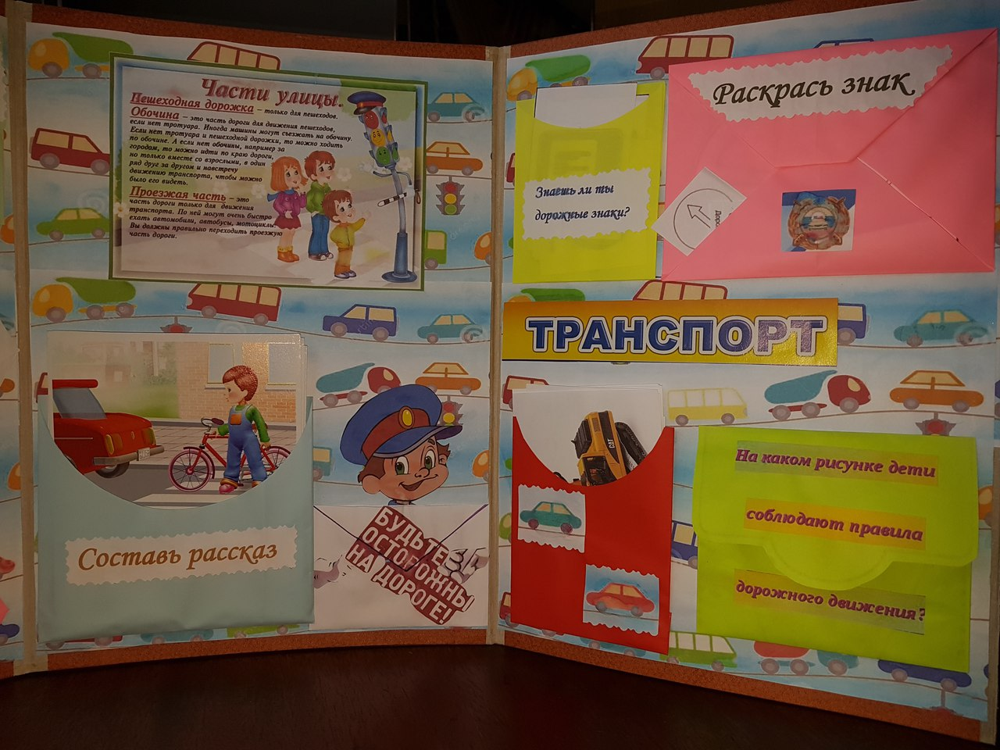 Части улицы.
Пешеходная дорожка – только для пешеходов.
Обочина – это часть дороги для движения пешеходов,
если нет тротуара. Иногда машины могут съезжать на обочину.
Если нет тротуара и пешеходной дорожки, то можно ходить
по обочине. А если нет обочины, например за
городом, то можно идти по краю дороги,
но только вместе со взрослыми, в один
ряд друг за другом и навстречу
движению транспорта, чтобы можно
было его видеть.
Проезжая часть – это
часть дороги только для движения
транспорта. По ней могут очень быстро
ехать автомобили, автобусы, мотоциклы.
Вы должны правильно переходить проезжую
часть дороги.
Составь рассказ
БУДЬТЕ
ОСТОРОЖНЫ
НА ДОРОГЕ!
Знаешь ли ты
дорожные знаки?
Раскрась знак
ТРАНСПОРТ
CAT
На каком рисунке дети
соблюдают правила
дорожного движения?